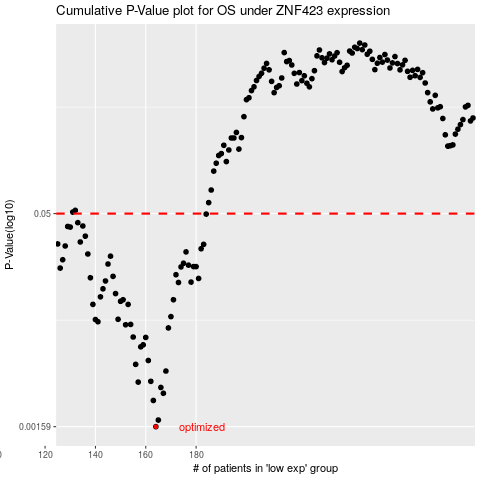 Cumulative P-Value plot for OS under ZNF423 expression
P-Value(log10)
0.05
0.00159
optimized
0 120 140 160 180
# of patients in 'low exp' group